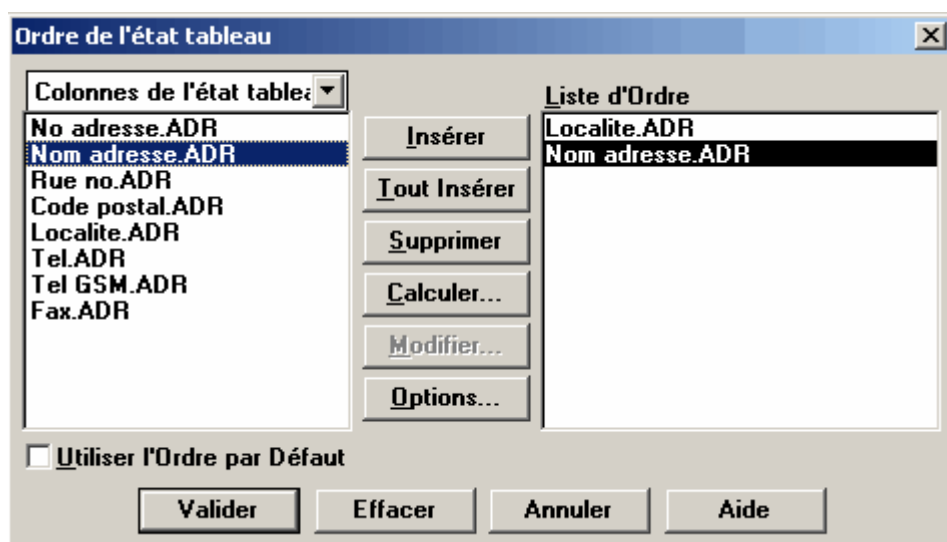 Ordre de l'état tableau
Colonnes de l'état table
Liste d'Ordre
No adresse.ADR
Nom adresse.ADR
Rue no.ADR
Code postal.ADR
Localite.ADR
Tel.ADR
Tel GSM.ADR
Fax.ADR
Insérer
Tout Insérer
Supprimer
Calculer...
Modifier...
Options...
Localite.ADR
Nom adresse.ADR
Utiliser l'Ordre par Défaut
Valider Effacer Annuler Aide